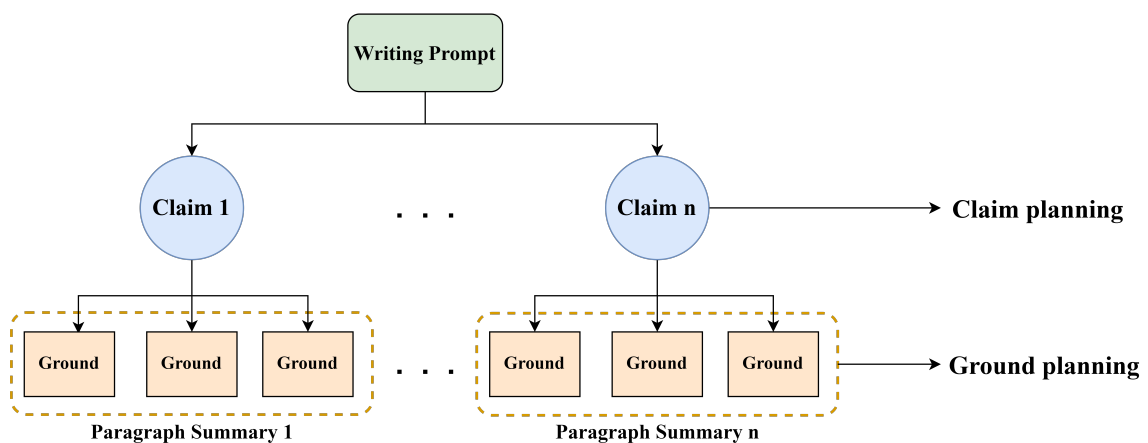 Writing Prompt
Claim 1
. . .
Claim n
Claim planning
Ground
Ground
Ground
. . .
Ground
Ground
Ground
Ground planning
Paragraph Summary 1
Paragraph Summary n